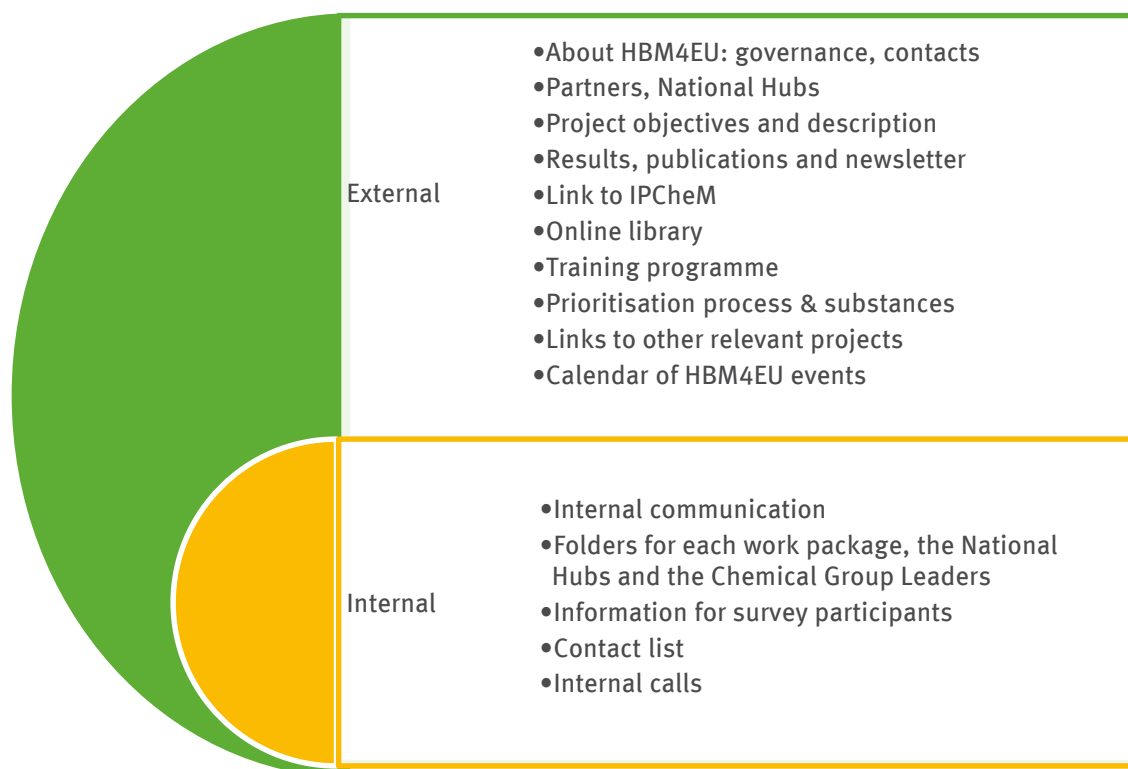 External
•About HBM4EU: governance, contacts
•Partners, National Hubs
•Project objectives and description
•Results, publications and newsletter
•Link to IPCheM
•Online library
•Training programme
•Prioritisation process & substances
•Links to other relevant projects
•Calendar of HBM4EU events
Internal
•Internal communication
•Folders for each work package, the National
Hubs and the Chemical Group Leaders
•Information for survey participants
•Contact list
•Internal calls